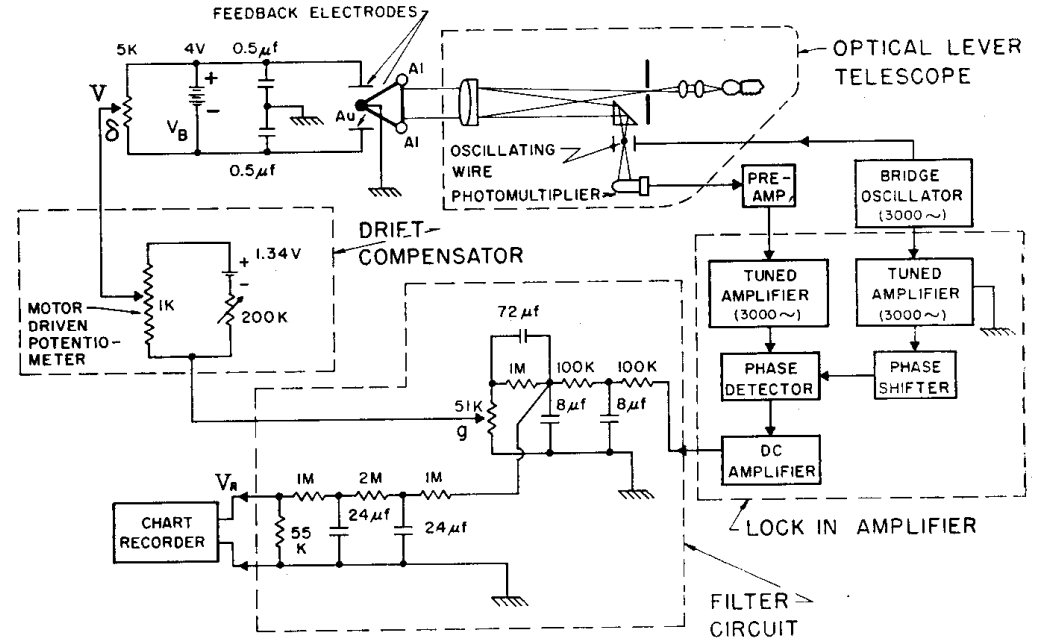 FEEDBACK ELECTRODES
5K
4V
0.5μf
Al
OPTICAL LEVER
TELESCOPE
V
+
−
δ
V_B
Au
Al
0.5μf
OSCILLATING
WIRE
PHOTOMULTIPLIER
PRE-
AMP.
BRIDGE
OSCILLATOR
(3000~)
DRIFT-
COMPENSATOR
+
1.34V
−
1K
200K
MOTOR
DRIVEN
POTENTIO-
METER
TUNED
AMPLIFIER
(3000~)
TUNED
AMPLIFIER
(3000~)
72μf
1M
100K
100K
PHASE
DETECTOR
PHASE
SHIFTER
51K
g
8μf
8μf
DC
AMPLIFIER
V_R
1M
2M
1M
CHART
RECORDER
55
K
24μf
24μf
LOCK IN AMPLIFIER
FILTER
CIRCUIT